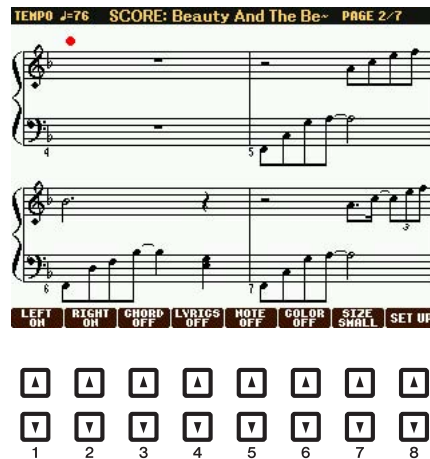 TEMPO ♩=76 SCORE: Beauty And The Be~ PAGE 2/7
4 5
3
6 7
LEFT ON RIGHT ON CHORD OFF LYRICS OFF NOTE OFF COLOR OFF SIZE SMALL SET UP
1 2 3 4 5 6 7 8